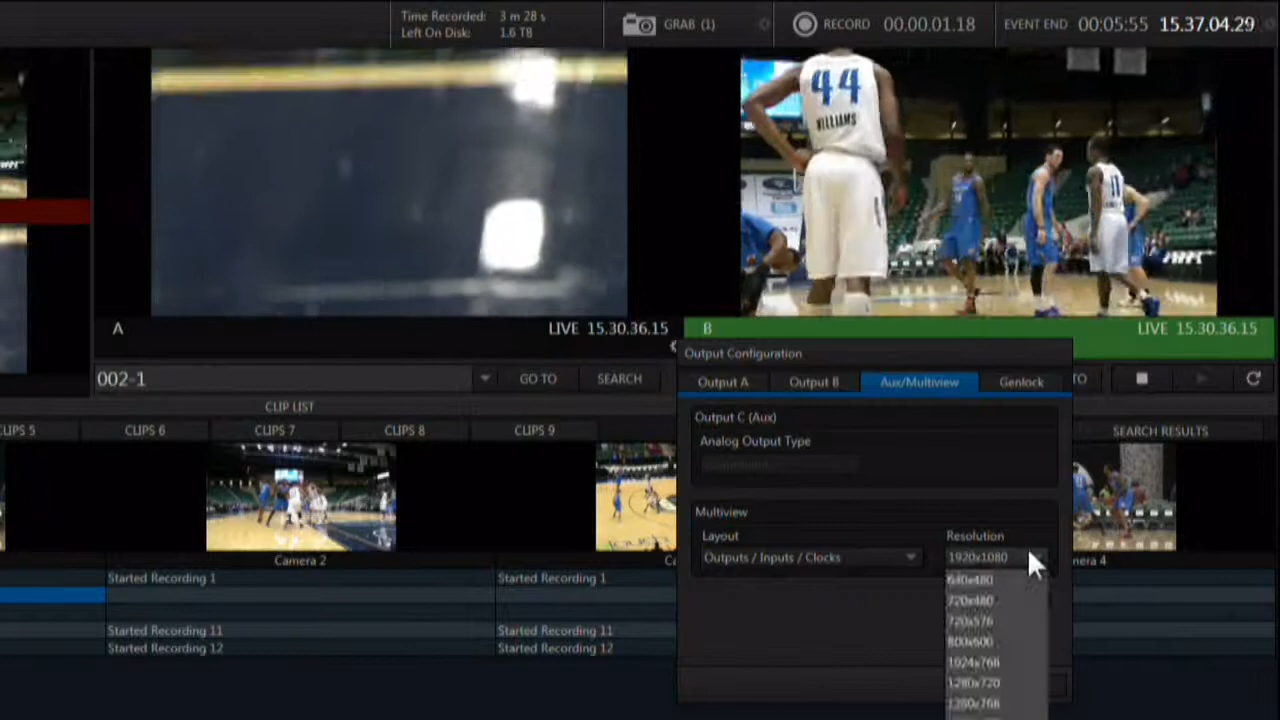 Time Recorded: 3 m 28 s
Left On Disk: 1.6 TB
GRAB (1)
RECORD 00.00.01.18
EVENT END 00:05:55 15.37.04.29
44
WILLIAMS
11
A LIVE 15.30.36.15
B LIVE 15.30.36.15
002-1 GO TO SEARCH
Output Configuration
Output A Output B Aux/Multiview Genlock
TO
CLIP LIST
CLIPS 5 CLIPS 6 CLIPS 7 CLIPS 8 CLIPS 9
SEARCH RESULTS
Output C (Aux)
Analog Output Type
Multiview
Layout Resolution
Outputs / Inputs / Clocks 1920x1080
640x480
720x480
720x576
800x600
1024x768
1280x720
1280x768
Camera 2
mera 4
Started Recording 1 Started Recording 1
Started Recording 11 Started Recording 11
Started Recording 12 Started Recording 12